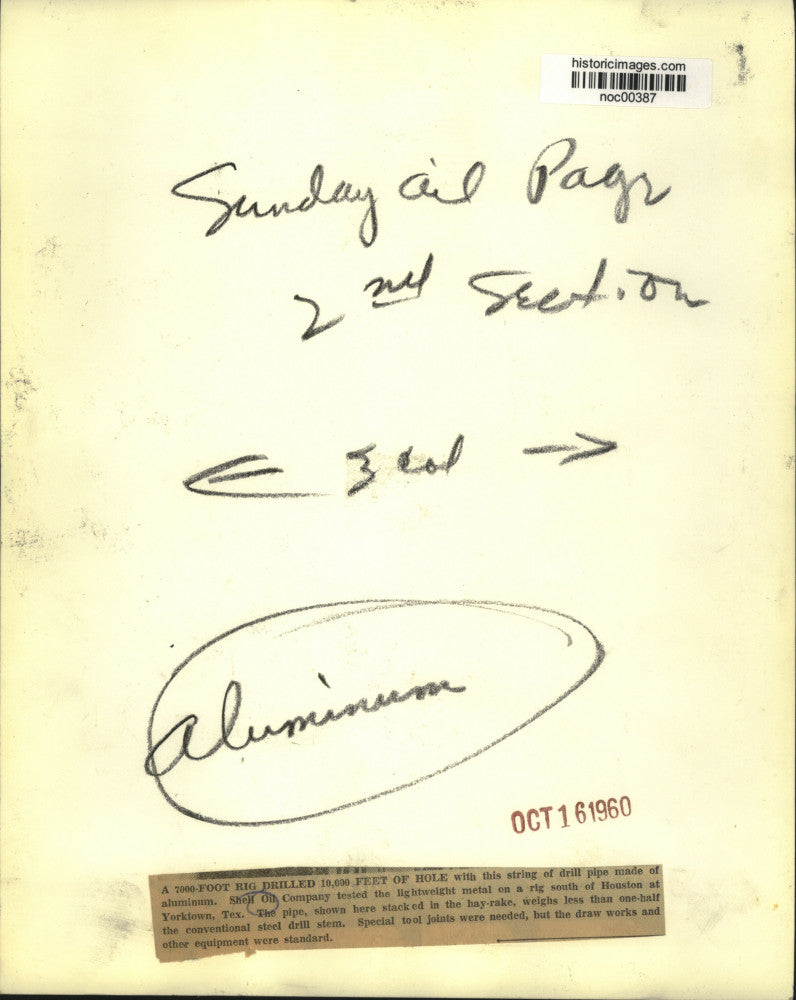 historicimages.com
noc00387
Sunday Oil Page
2nd Section
3 col
aluminum
OCT 16 1960
A 7000-FOOT RIG DRILLED 10,000 FEET OF HOLE with this string of drill pipe made of
aluminum. Shell Oil Company tested the lightweight metal on a rig south of Houston at
Yorktown, Tex. The pipe, shown here stacked in the hay-rake, weighs less than one-half
the conventional steel drill stem. Special tool joints were needed, but the draw works and
other equipment were standard.